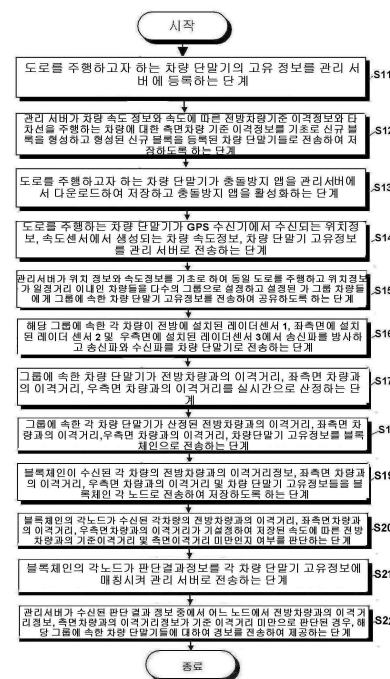 시작
도로를 주행하고자 하는 차량 단말기의 고유 정보를 관리 서
버에 등록하는 단계
S11
관리 서버가 차량 속도 정보와 속도에 따른 전방차량기준 이격정보와 타
차선을 주행하는 차량에 대한 측면차량 기준 이격정보를 기초로 신규 블
록을 형성하고 형성된 신규 블록을 등록된 차량 단말기들로 전송하여 저
장하도록 하는 단계
S12
도로를 주행하고자 하는 차량 단말기가 충돌방지 앱을 관리서버에
서 다운로드하여 저장하고 충돌방지 앱을 활성화하는 단계
S13
도로를 주행하는 차량 단말기가 GPS 수신기에서 수신되는 위치정
보, 속도센서에서 생성되는 차량 속도정보, 차량 단말기 고유정보를
관리 서버로 전송하는 단계
S14
관리서버가 위치 정보와 속도정보를 기초로 하여 동일 도로를 주행하고 위치정보
가 일정거리 이내인 차량들을 다수의 그룹으로 설정하고 설정된 가 그룹 차량들
에게 그룹에 속한 차량 단말기 고유정보를 전송하여 공유하도록 하는 단계
S15
해당 그룹에 속한 각 차량이 전방에 설치된 레이더센서 1, 좌측면에 설치
된 레이더 센서 2 및 우측면에 설치된 레이더센서 3에서 송신파를 방사하
고 송신파와 수신파를 차량 단말기로 전송하는 단계
S16
그룹에 속한 차량 단말기가 전방차량과의 이격거리, 좌측면 차량과
의 이격거리, 우측면 차량과의 이격거리를 실시간으로 산정하는 단
계
S17
그룹에 속한 각 차량 단말기가 산정된 전방차량과의 이격거리, 좌측면 차
량과의 이격거리,우측면 차량과의 이격거리, 차량단말기 고유정보를 블록
체인으로 전송하는 단계
S1
블록체인이 수신된 각 차량의 전방차량과의 이격거리정보, 좌측면 차량과
의 이격거리, 우측면차량과의 이격거리 및 차량 단말기 고유정보들을 블
록체인 각 노드로 전송하여 저장하도록 하는 단계
S19
블록체인의 각노드가 수신된 각차량의 전방차량과의 이격거리, 좌측면차량과
의 이격거리, 우측면차량과의 이격거리가 기설정하여 저장된 속도에 따른 전방
차량과의 기준이격거리 및 측면이격거리 미만인지 여부를 판단하는 단계
S20
블록체인의 각노드가 판단결과정보를 각 차량 단말기 고유정보에
매칭시켜 관리 서버로 전송하는 단계
S21
관리서버가 수신된 판단 결과 정보 중에서 어느 노드에서 전방차량과의 이격거
리정보, 측면차량과의 이격거리정보가 기준 이격거리 미만으로 판단된 경우, 해
당 그룹에 속한 차량 단말기들에 대하여 경보를 전송하여 제공하는 단계
S22
종료